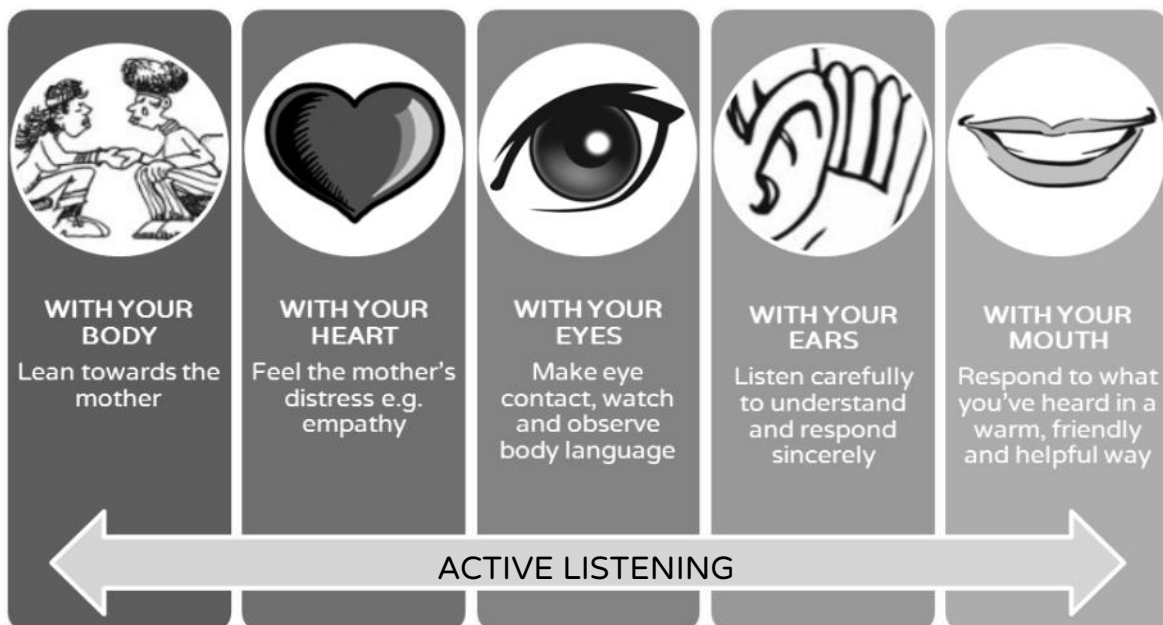 WITH YOUR
BODY
Lean towards the
mother
WITH YOUR
HEART
Feel the mother's
distress e.g.
empathy
WITH YOUR
EYES
Make eye
contact, watch
and observe
body language
WITH YOUR
EARS
Listen carefully
to understand
and respond
sincerely
WITH YOUR
MOUTH
Respond to what
you've heard in a
warm, friendly
and helpful way
ACTIVE LISTENING